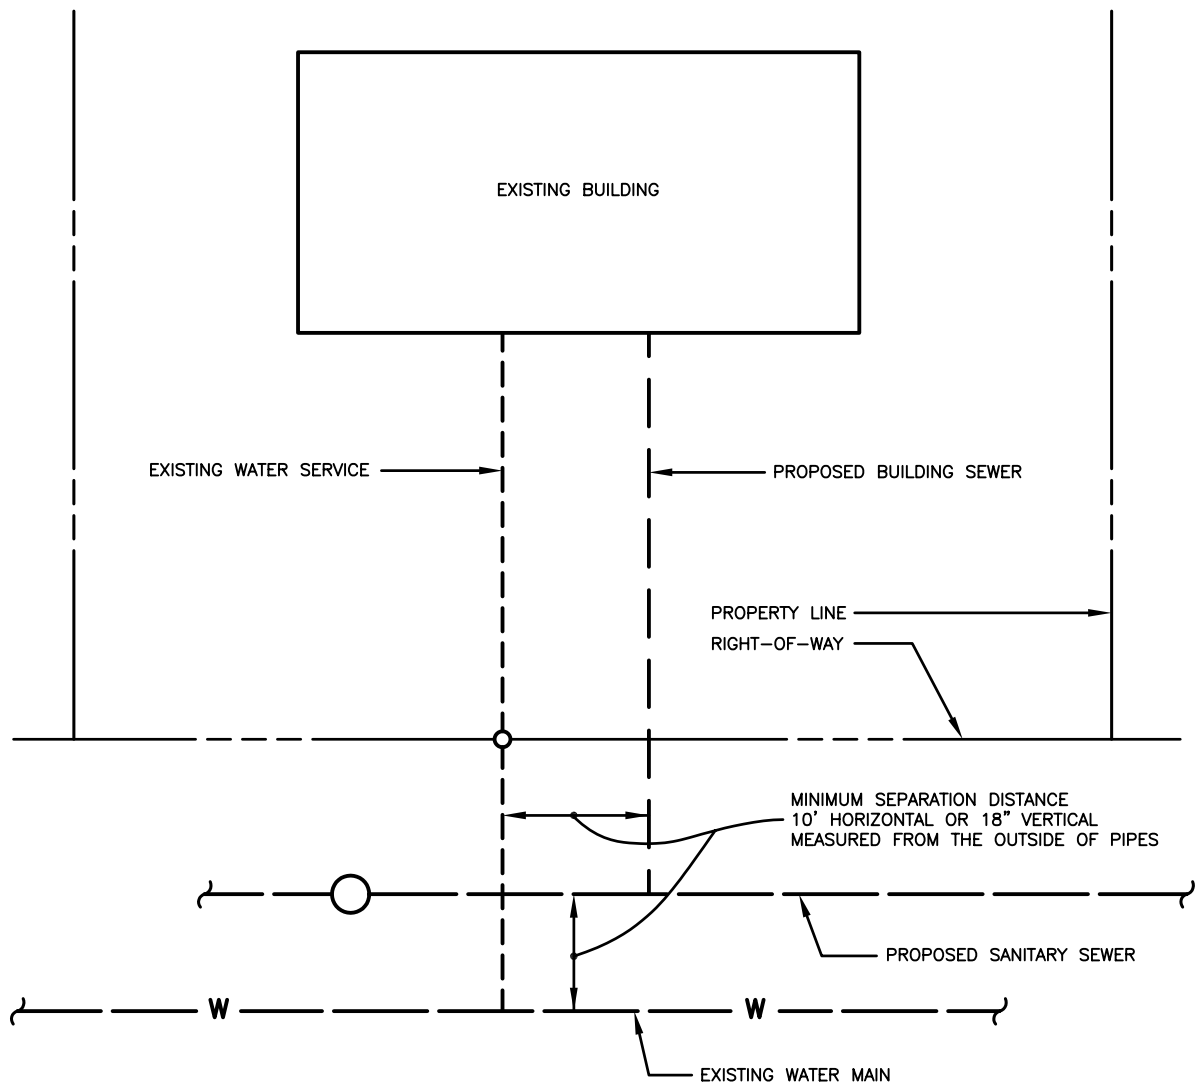 EXISTING BUILDING
EXISTING WATER SERVICE
PROPOSED BUILDING SEWER
PROPERTY LINE
RIGHT-OF-WAY
MINIMUM SEPARATION DISTANCE
10' HORIZONTAL OR 18" VERTICAL
MEASURED FROM THE OUTSIDE OF PIPES
PROPOSED SANITARY SEWER
W W
EXISTING WATER MAIN